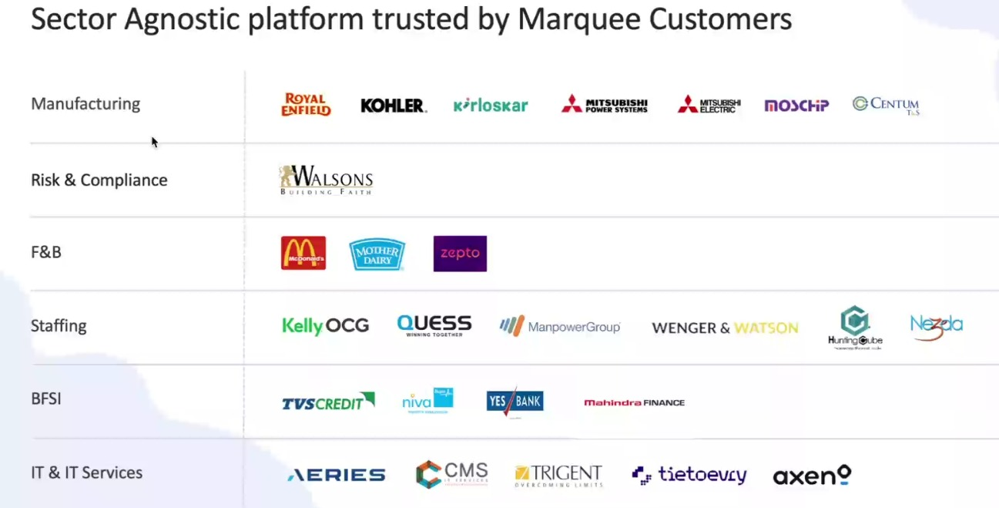 Sector Agnostic platform trusted by Marquee Customers
Manufacturing
ROYAL ENFIELD
KOHLER.
kirloskar
MITSUBISHI POWER SYSTEMS
MITSUBISHI ELECTRIC
moschip
CENTUM T&S
Risk & Compliance
WALSONS
BUILDING FAITH
F&B
McDonald's
MOTHER DAIRY
zepto
Staffing
Kelly OCG
QUESS
WINNING TOGETHER
ManpowerGroup
WENGER & WATSON
HuntingCube
Nezda
BFSI
TVS CREDIT
niva
YES BANK
Mahindra FINANCE
IT & IT Services
AERIES
CMS
IT SERVICES
TRIGENT
OVERCOMING LIMITS
tietoevry
axeno